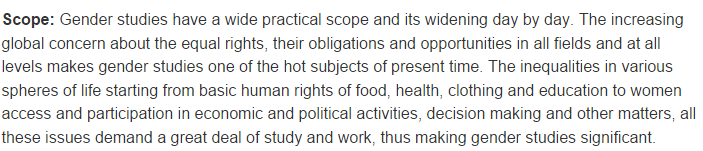 Scope: Gender studies have a wide practical scope and its widening day by day. The increasing
global concern about the equal rights, their obligations and opportunities in all fields and at all
levels makes gender studies one of the hot subjects of present time. The inequalities in various
spheres of life starting from basic human rights of food, health, clothing and education to women
access and participation in economic and political activities, decision making and other matters, all
these issues demand a great deal of study and work, thus making gender studies significant.